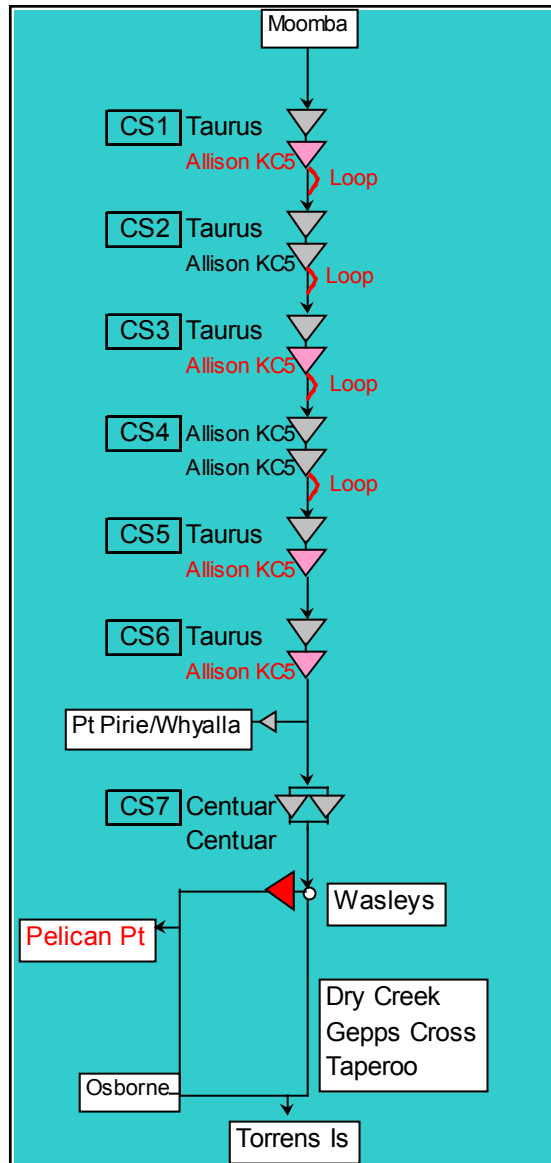 Moomba
CS1 Taurus
Allison KC5
Loop
CS2 Taurus
Allison KC5
Loop
CS3 Taurus
Allison KC5
Loop
CS4 Allison KC5
Allison KC5
Loop
CS5 Taurus
Allison KC5
CS6 Taurus
Allison KC5
Pt Pirie/Whyalla
CS7 Centuar
Centuar
Wasleys
Pelican Pt
Dry Creek
Gepps Cross
Taperoo
Osborne
Torrens Is